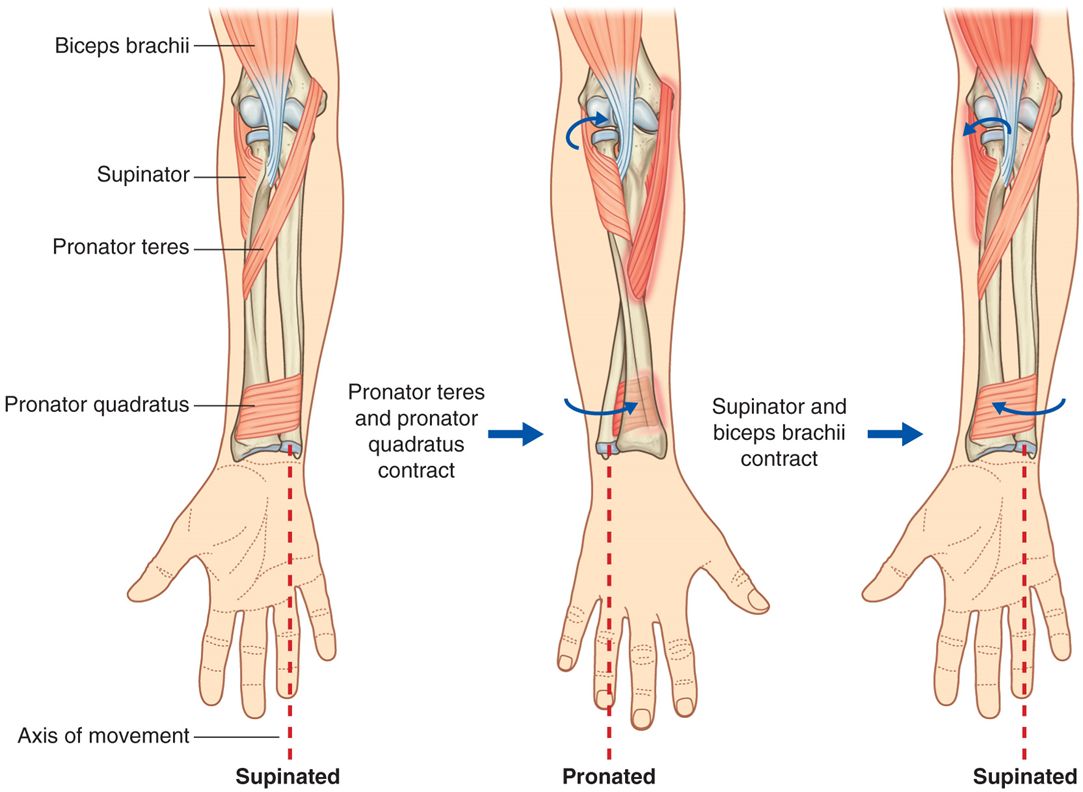 Biceps brachii
Supinator
Pronator teres
Pronator quadratus
Pronator teres
and pronator
quadratus
contract
Supinator and
biceps brachii
contract
Axis of movement
Supinated
Pronated
Supinated